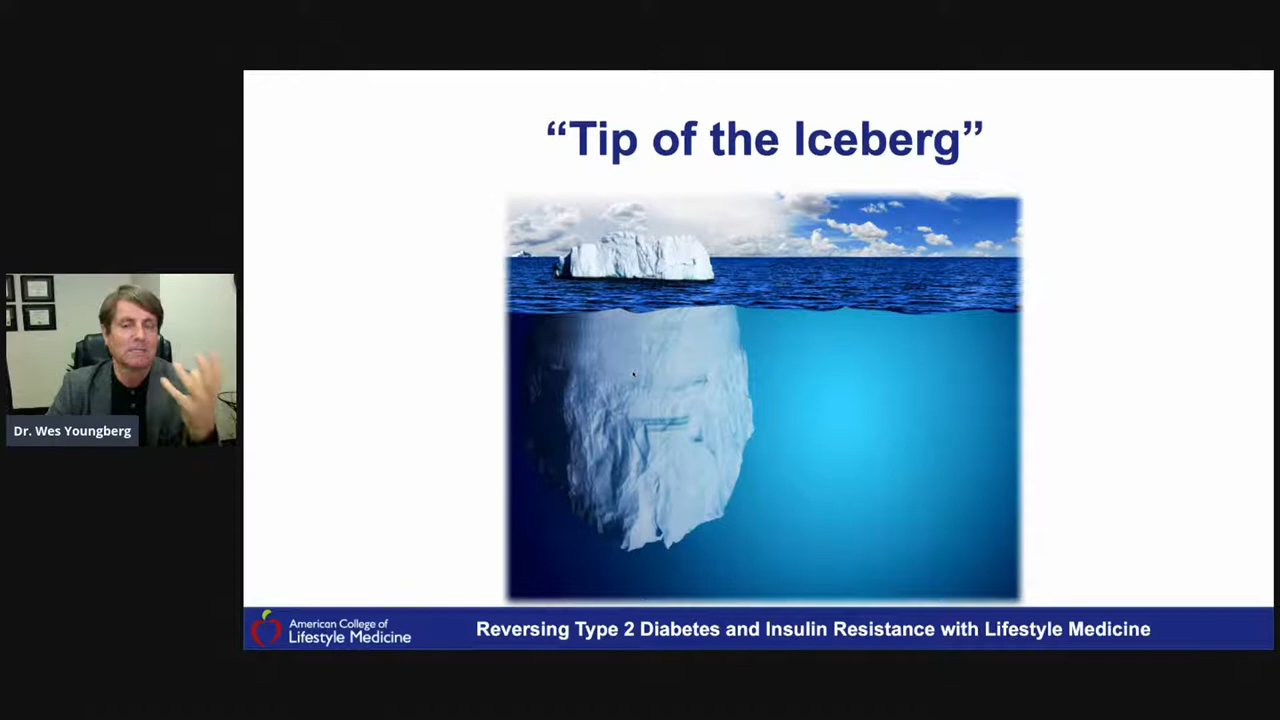 “Tip of the Iceberg”
Dr. Wes Youngberg
American College of
Lifestyle Medicine
Reversing Type 2 Diabetes and Insulin Resistance with Lifestyle Medicine